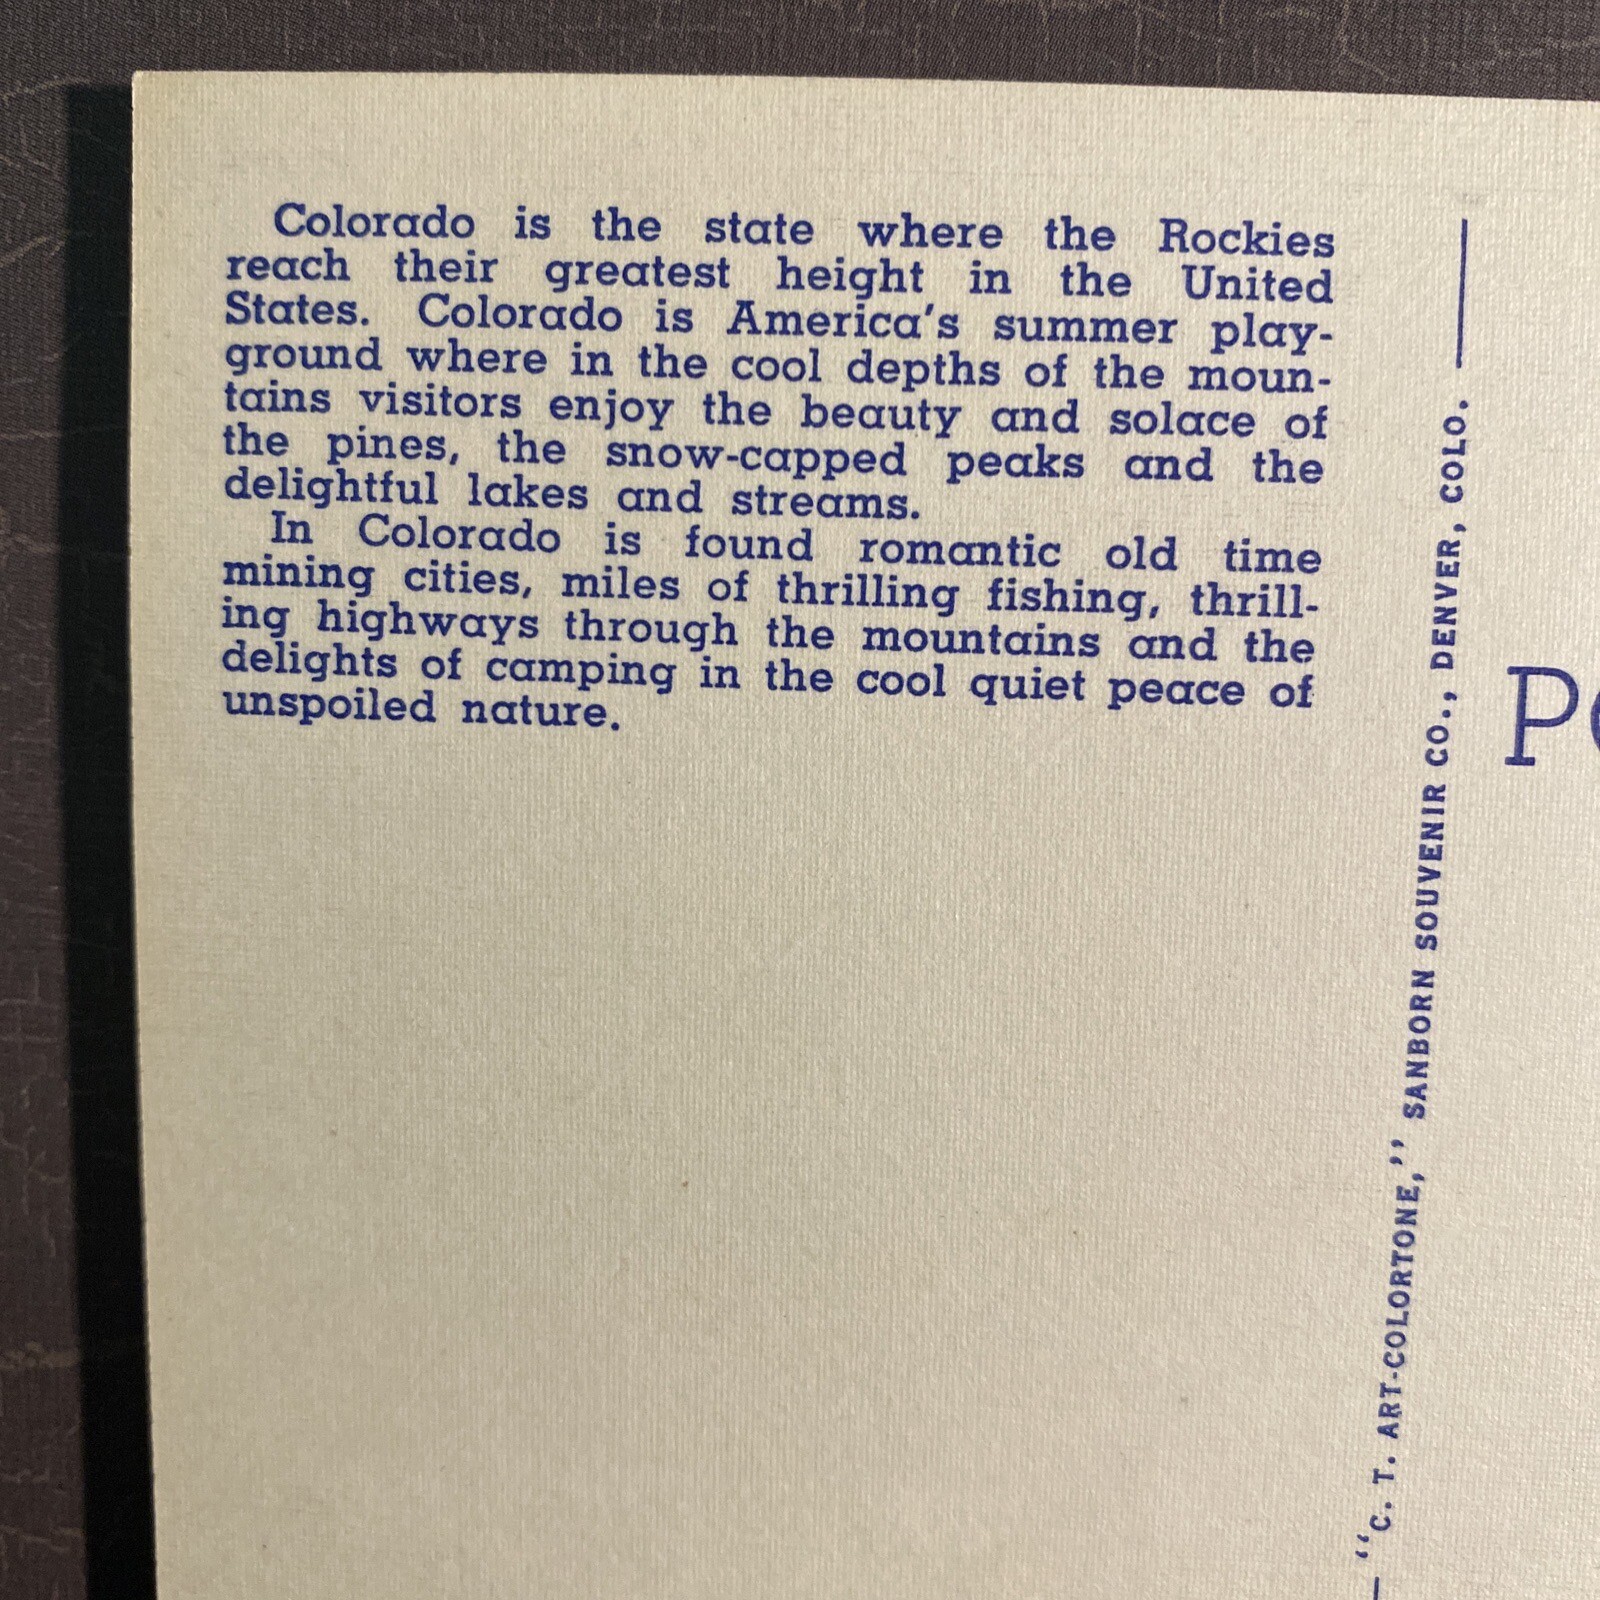 Colorado is the state where the Rockies
reach their greatest height in the United
States. Colorado is America's summer play-
ground where in the cool depths of the moun-
tains visitors enjoy the beauty and solace of
the pines, the snow-capped peaks and the
delightful lakes and streams.
In Colorado is found romantic old time
mining cities, miles of thrilling fishing, thrill-
ing highways through the mountains and the
delights of camping in the cool quiet peace of
unspoiled nature.
"C. T. ART-COLORTONE," SANBORN SOUVENIR CO., DENVER, COLO.